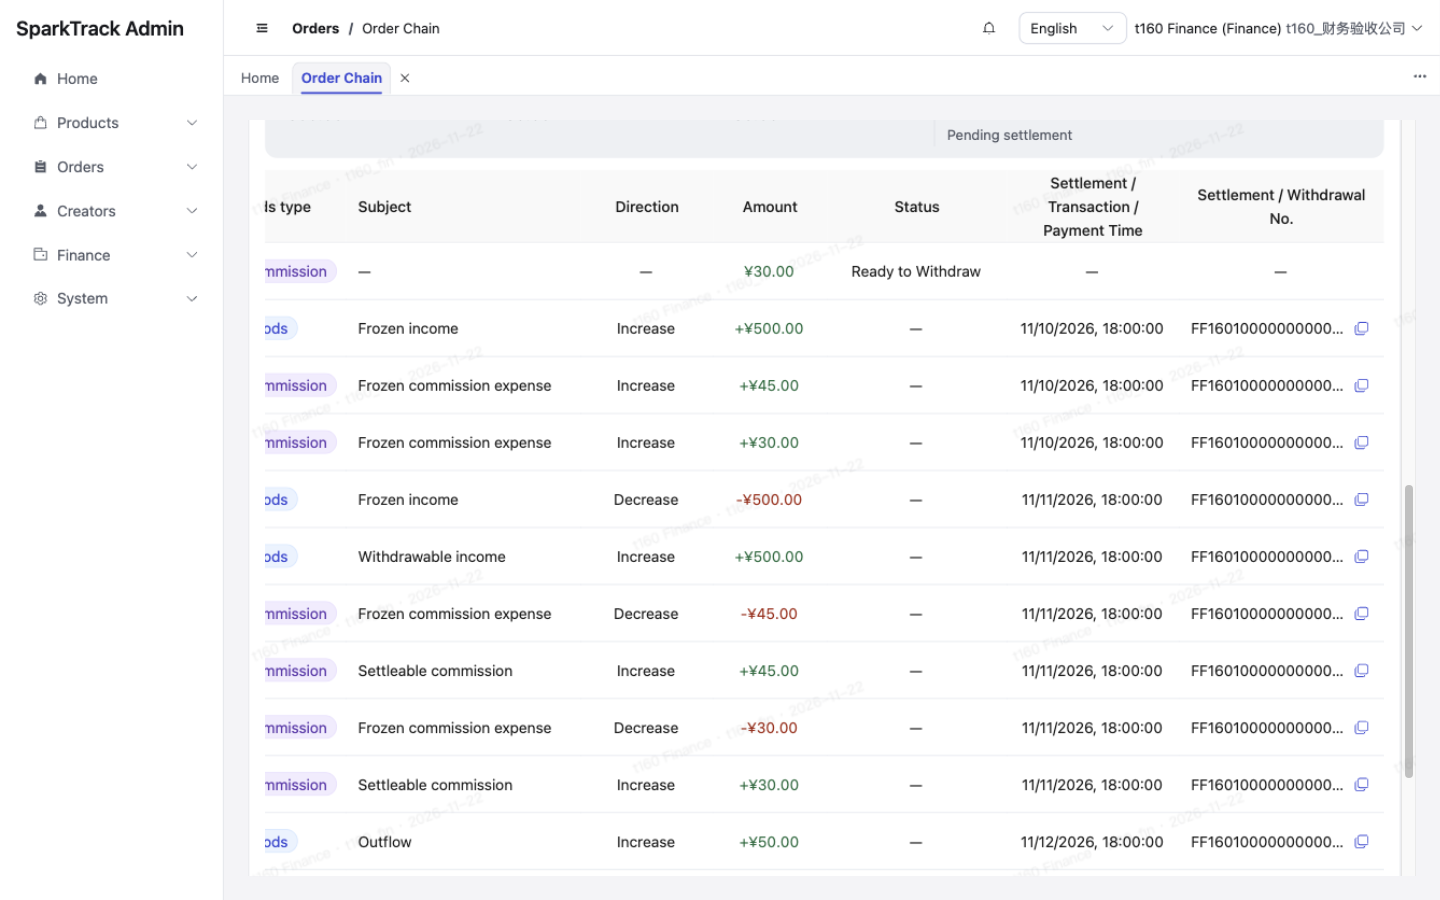 SparkTrack Admin
Home
Products
Orders
Creators
Finance
System
Orders / Order Chain
English
t160 Finance (Finance) t160_财务验收公司
Home
Order Chain
Pending settlement
ls type
Subject
Direction
Amount
Status
Settlement /
Transaction /
Payment Time
Settlement / Withdrawal
No.
mmission — — ¥30.00 Ready to Withdraw — —
ods Frozen income Increase +¥500.00 — 11/10/2026, 18:00:00 FF16010000000000...
mmission Frozen commission expense Increase +¥45.00 — 11/10/2026, 18:00:00 FF16010000000000...
mmission Frozen commission expense Increase +¥30.00 — 11/10/2026, 18:00:00 FF16010000000000...
ods Frozen income Decrease -¥500.00 — 11/11/2026, 18:00:00 FF16010000000000...
ods Withdrawable income Increase +¥500.00 — 11/11/2026, 18:00:00 FF16010000000000...
mmission Frozen commission expense Decrease -¥45.00 — 11/11/2026, 18:00:00 FF16010000000000...
mmission Settleable commission Increase +¥45.00 — 11/11/2026, 18:00:00 FF16010000000000...
mmission Frozen commission expense Decrease -¥30.00 — 11/11/2026, 18:00:00 FF16010000000000...
mmission Settleable commission Increase +¥30.00 — 11/11/2026, 18:00:00 FF16010000000000...
ods Outflow Increase +¥50.00 — 11/12/2026, 18:00:00 FF16010000000000...
t160 Finance · t160_fin · 2026-11-22